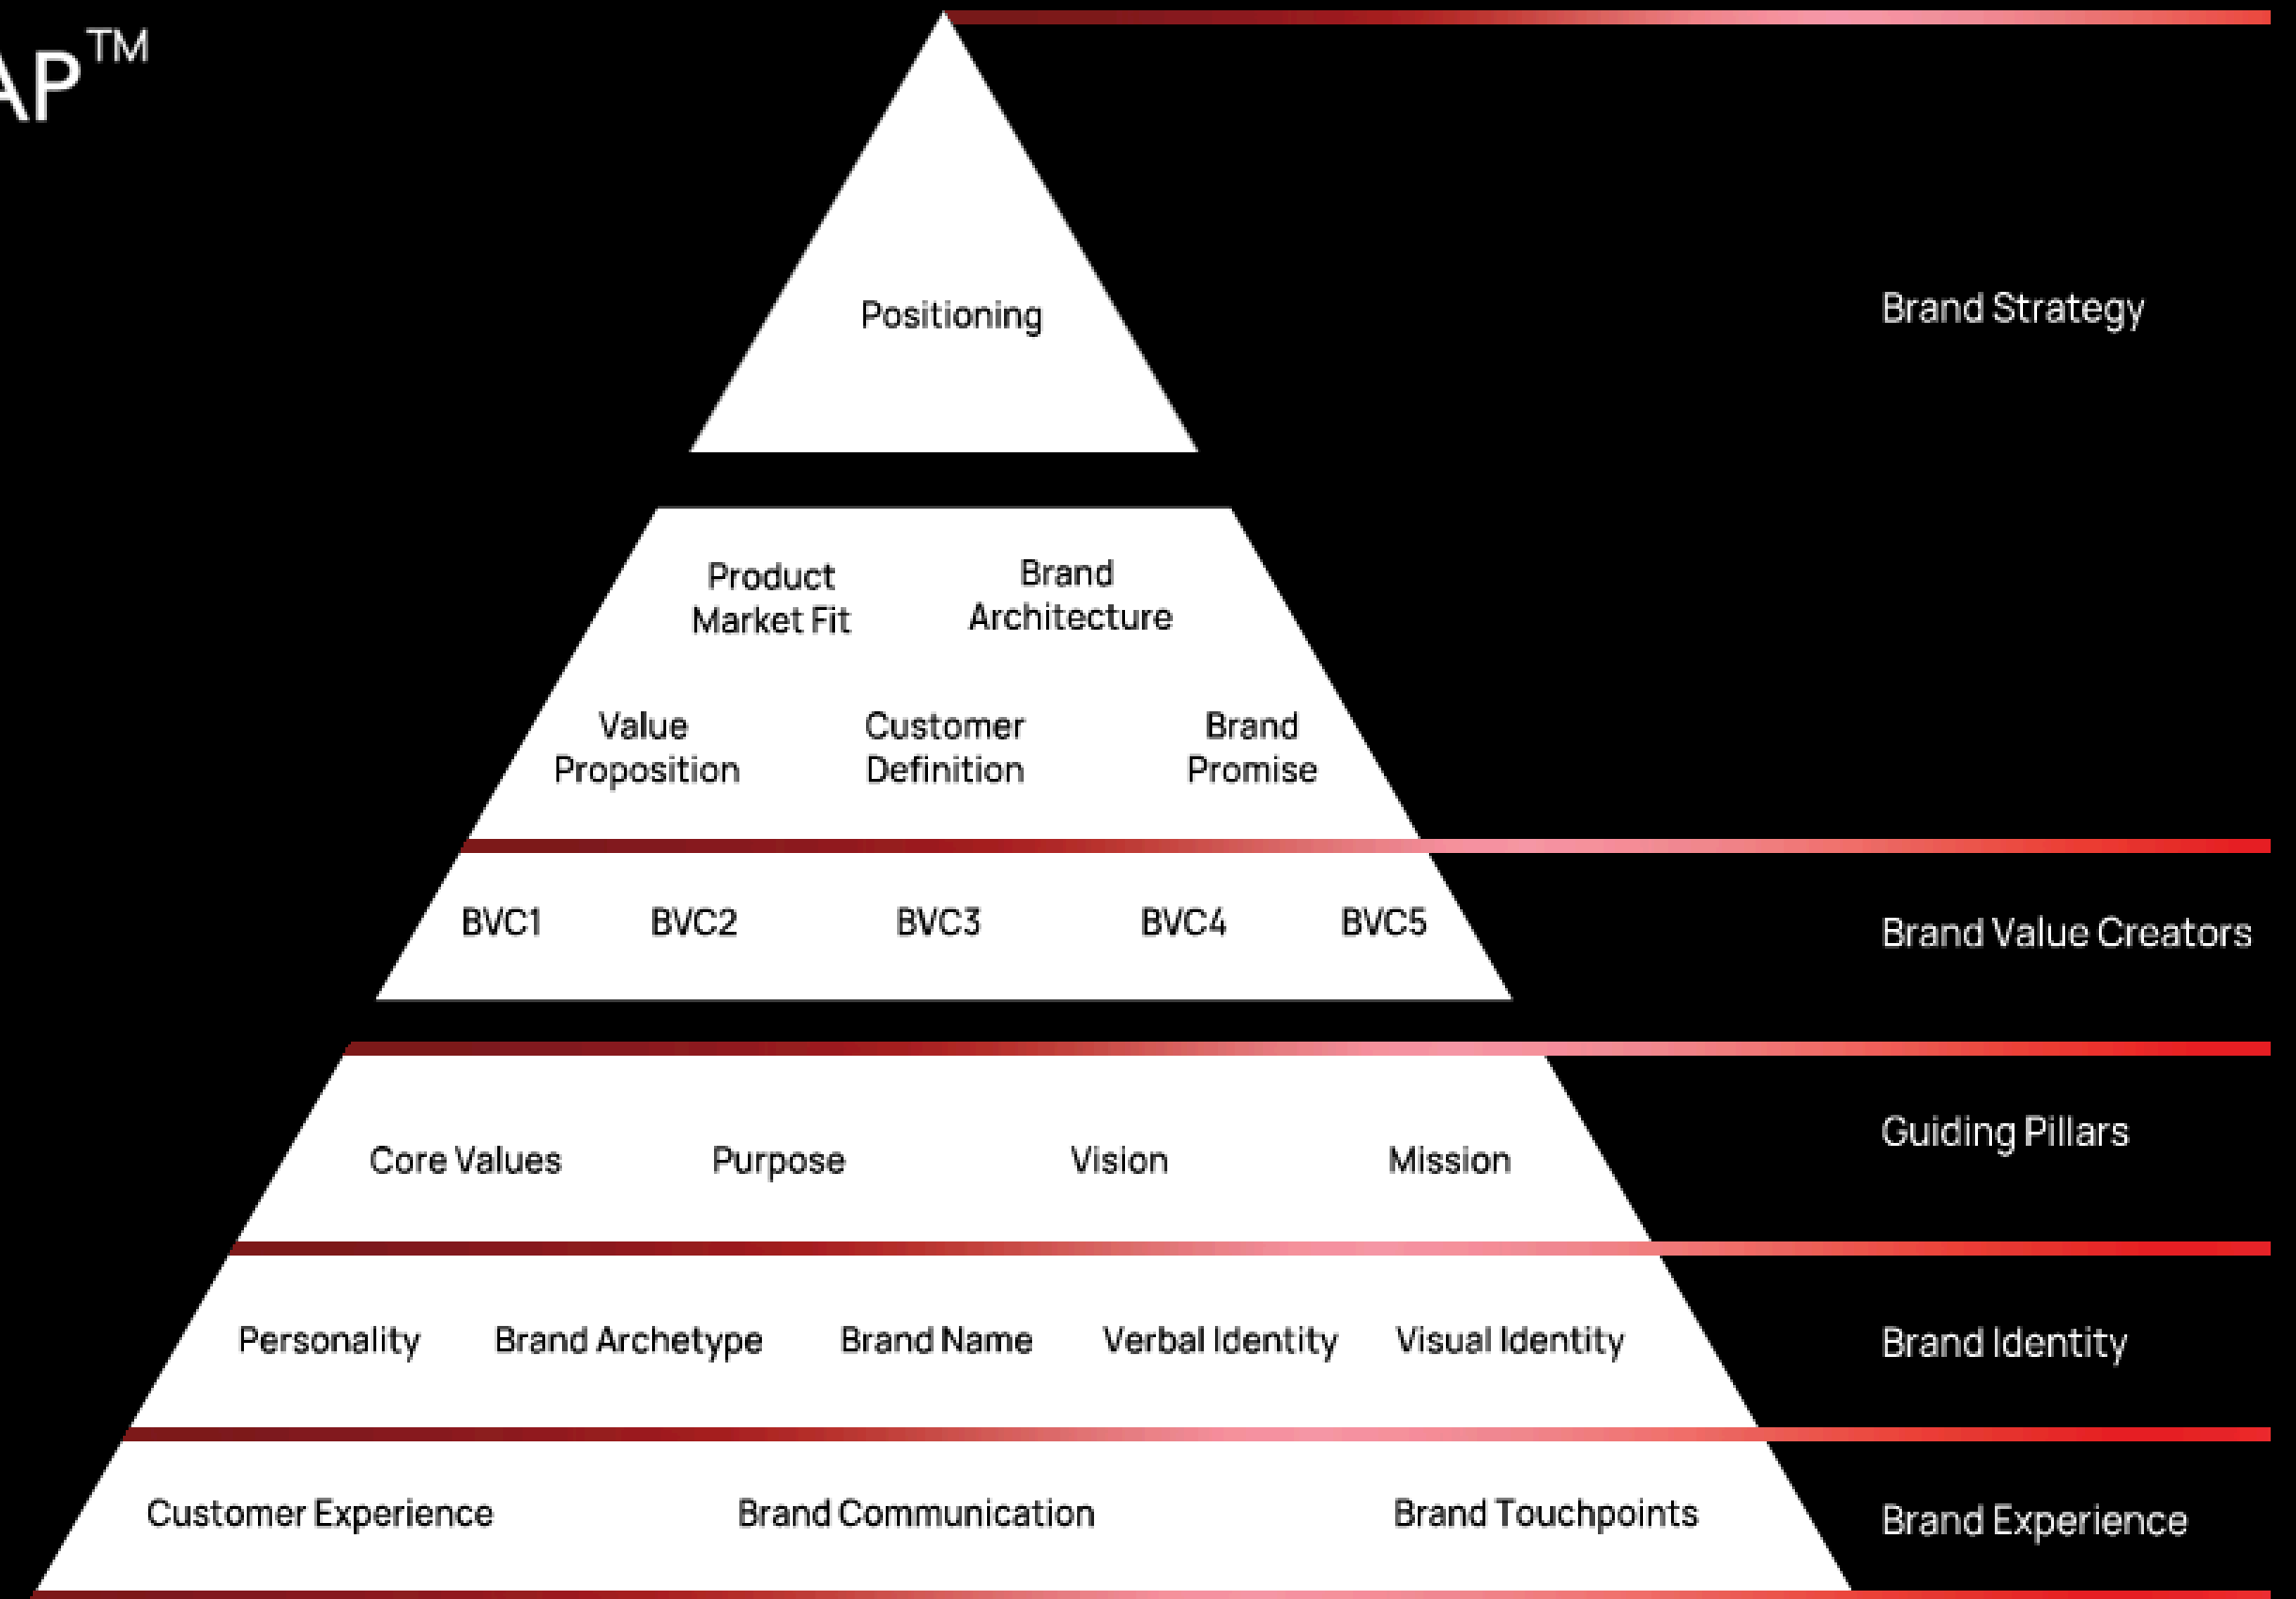 AP™
Positioning
Brand Strategy
Product
Market Fit
Brand
Architecture
Value
Proposition
Customer
Definition
Brand
Promise
BVC1 BVC2 BVC3 BVC4 BVC5
Brand Value Creators
Core Values Purpose Vision Mission
Guiding Pillars
Personality Brand Archetype Brand Name Verbal Identity Visual Identity
Brand Identity
Customer Experience Brand Communication Brand Touchpoints
Brand Experience